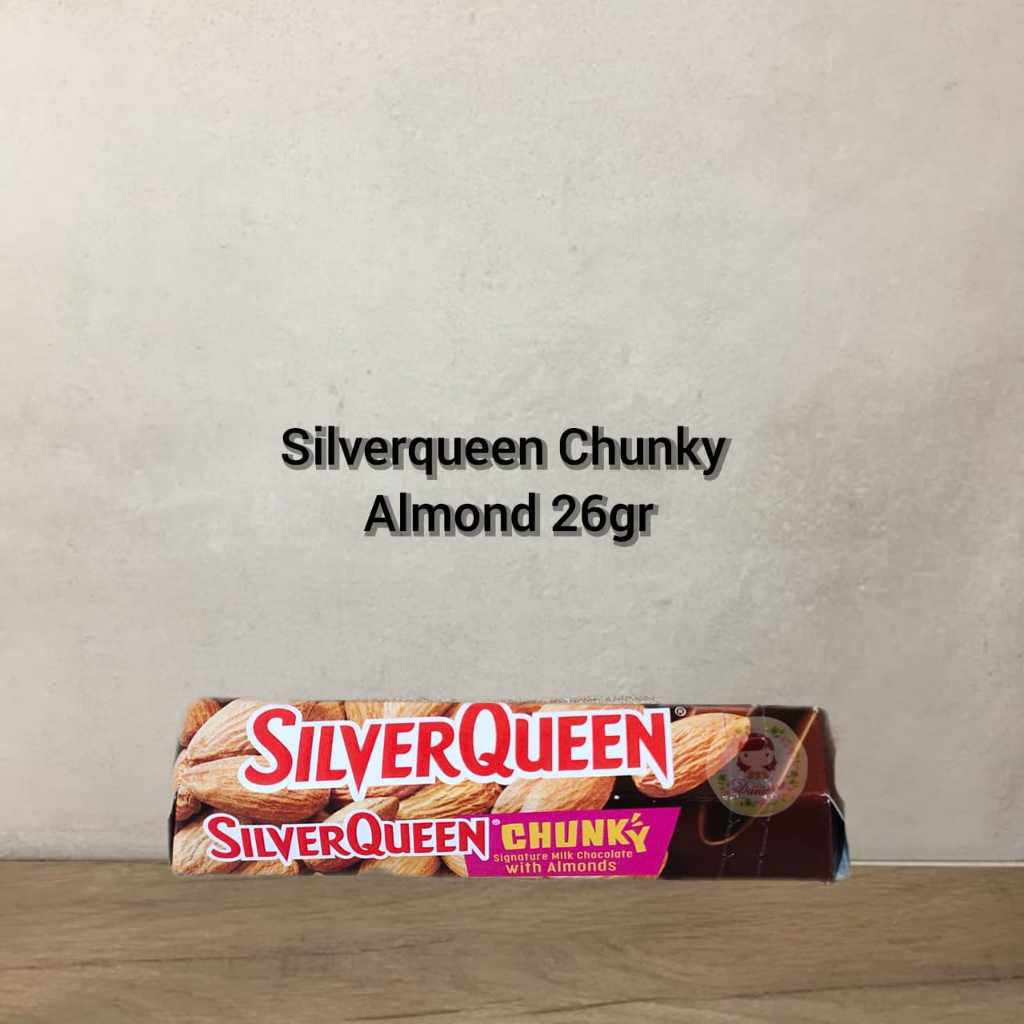 Silverqueen Chunky
Almond 26gr
SILVERQUEEN®
SILVERQUEEN® CHUNKY
Signature Milk Chocolate
with Almonds